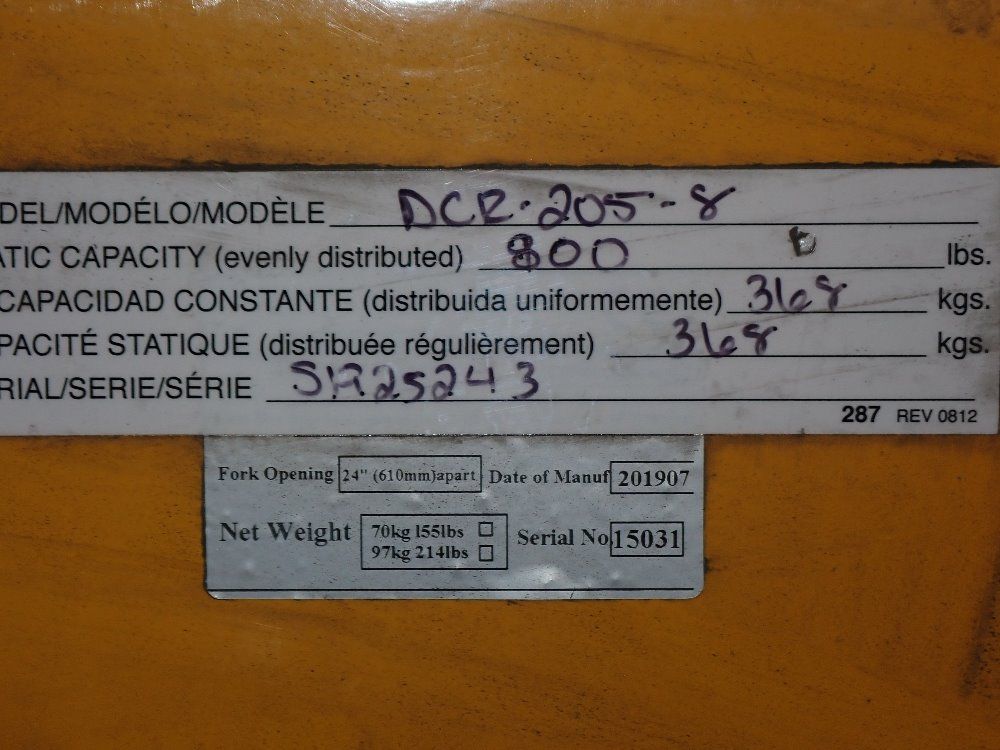 DEL/MODÉLO/MODÈLE DCR-205-8
ATIC CAPACITY (evenly distributed) 800 lbs.
CAPACIDAD CONSTANTE (distribuida uniformemente) 368 kgs.
PACITÉ STATIQUE (distribuée régulièrement) 368 kgs.
RIAL/SERIE/SÉRIE
287 REV 0812
Fork Opening 24" (610mm)apart Date of Manuf 201907
Net Weight 70kg 155lbs
97kg 214lbs
Serial No 15031